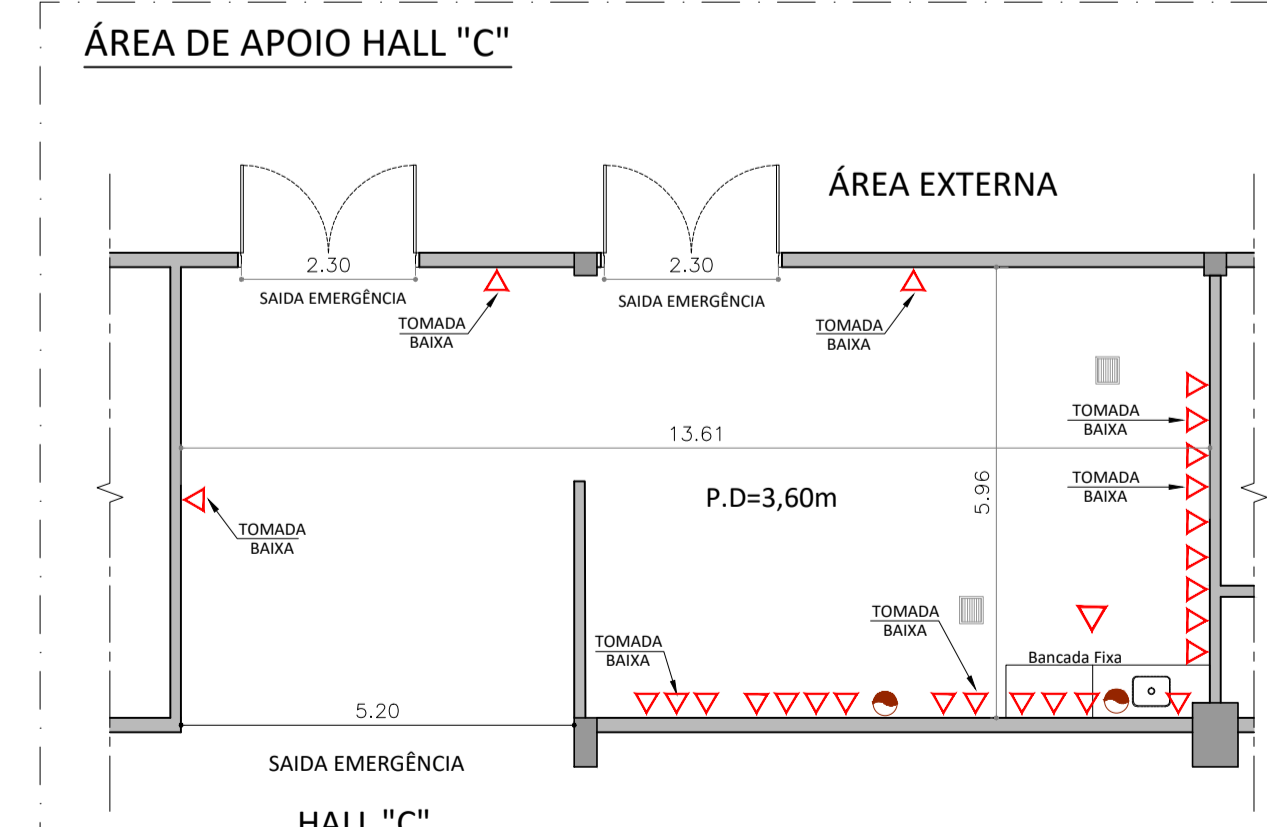 ÁREA DE APOIO HALL "C"
ÁREA EXTERNA
2.30
2.30
SAIDA EMERGÊNCIA
SAIDA EMERGÊNCIA
TOMADA
BAIXA
TOMADA
BAIXA
TOMADA
BAIXA
13.61
5.96
P.D=3,60m
TOMADA
BAIXA
TOMADA
BAIXA
TOMADA
BAIXA
TOMADA
BAIXA
Bancada Fixa
5.20
SAIDA EMERGÊNCIA
HALL "C"